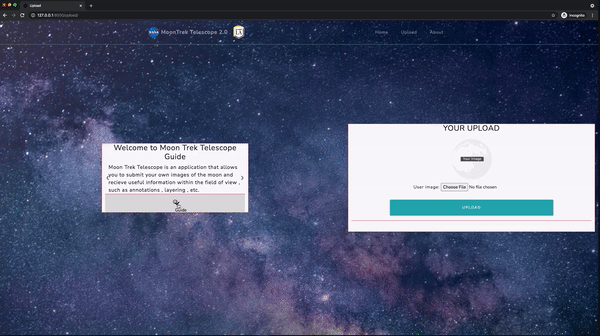 Upload
127.0.0.1:8000/upload/
Incognito
NASA MoonTrek Telescope 2.0 LA
Home Upload About
Welcome to Moon Trek Telescope
Guide
Moon Trek Telescope is an application that allows
you to submit your own images of the moon and
recieve useful information within the field of view ,
such as annotations , layering , etc.
Guide
YOUR UPLOAD
Your Image
User image: Choose File No file chosen
UPLOAD